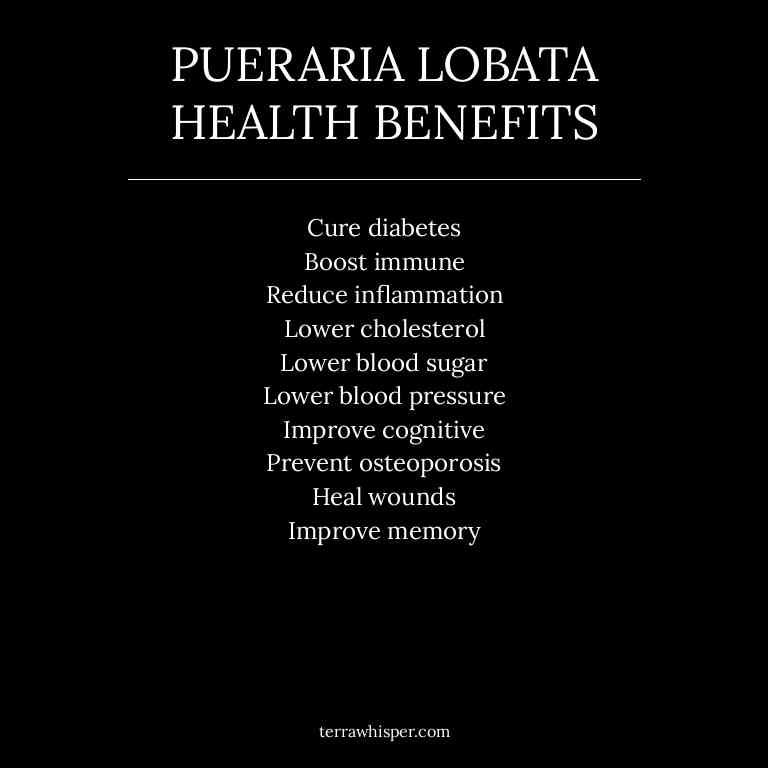 PUERARIA LOBATA
HEALTH BENEFITS
Cure diabetes
Boost immune
Reduce inflammation
Lower cholesterol
Lower blood sugar
Lower blood pressure
Improve cognitive
Prevent osteoporosis
Heal wounds
Improve memory
terrawhisper.com